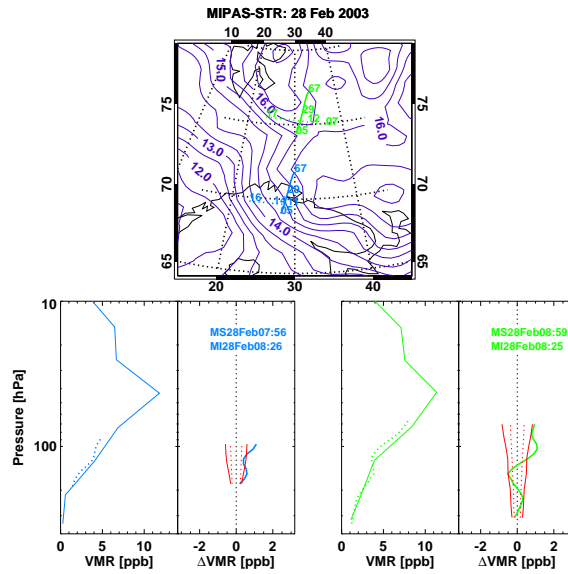 MIPAS-STR: 28 Feb 2003
10 20 30 40
15.0
16.0
67
75
75
29
12
07
05
16.0
13.0
67
12.0
70
70
29
16
05
14.0
65
65
20 30 40
10
MS28Feb07:56
MI28Feb08:26
MS28Feb08:59
MI28Feb08:25
Pressure [hPa]
100
0 5 10
-2 0 2
0 5 10
-2 0 2
VMR [ppb]
ΔVMR [ppb]
VMR [ppb]
ΔVMR [ppb]